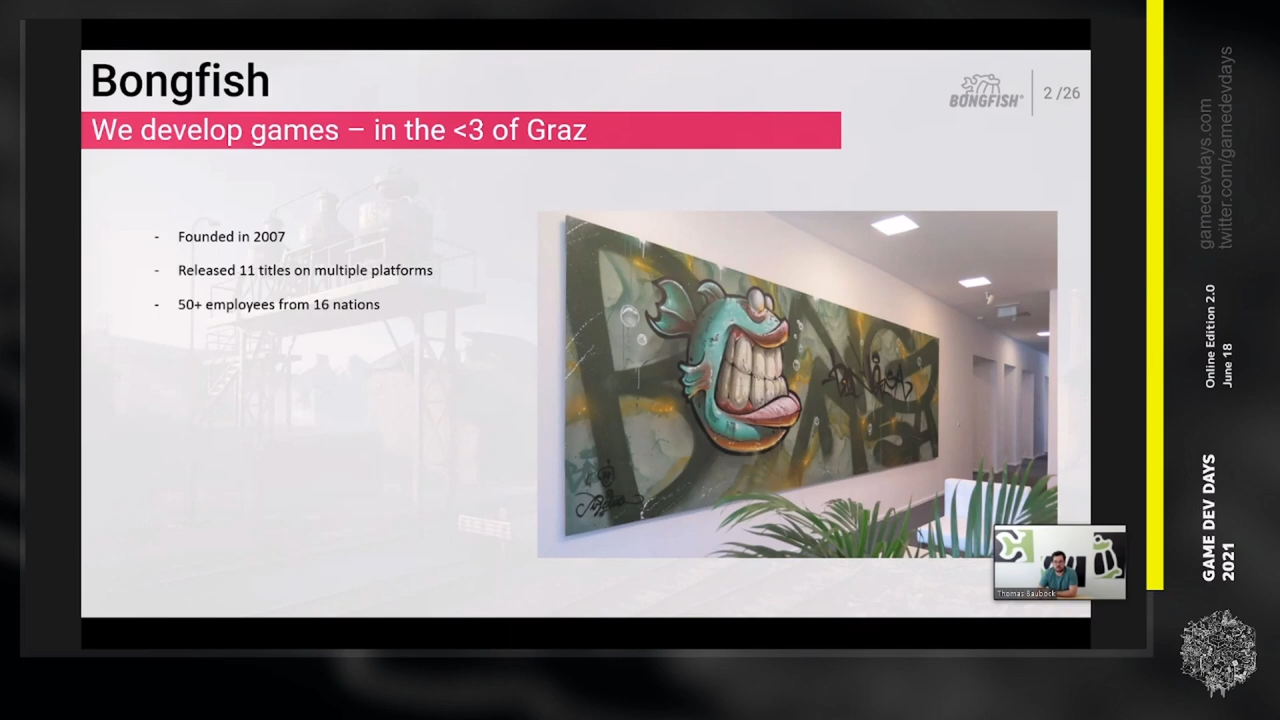 Bongfish
We develop games – in the <3 of Graz
BONGFISH®
2 /26
- Founded in 2007
- Released 11 titles on multiple platforms
- 50+ employees from 16 nations
Thomas Bauböck
gamedevdays.com
twitter.com/gamedevdays
Online Edition 2.0
June 18
GAME DEV DAYS
2021